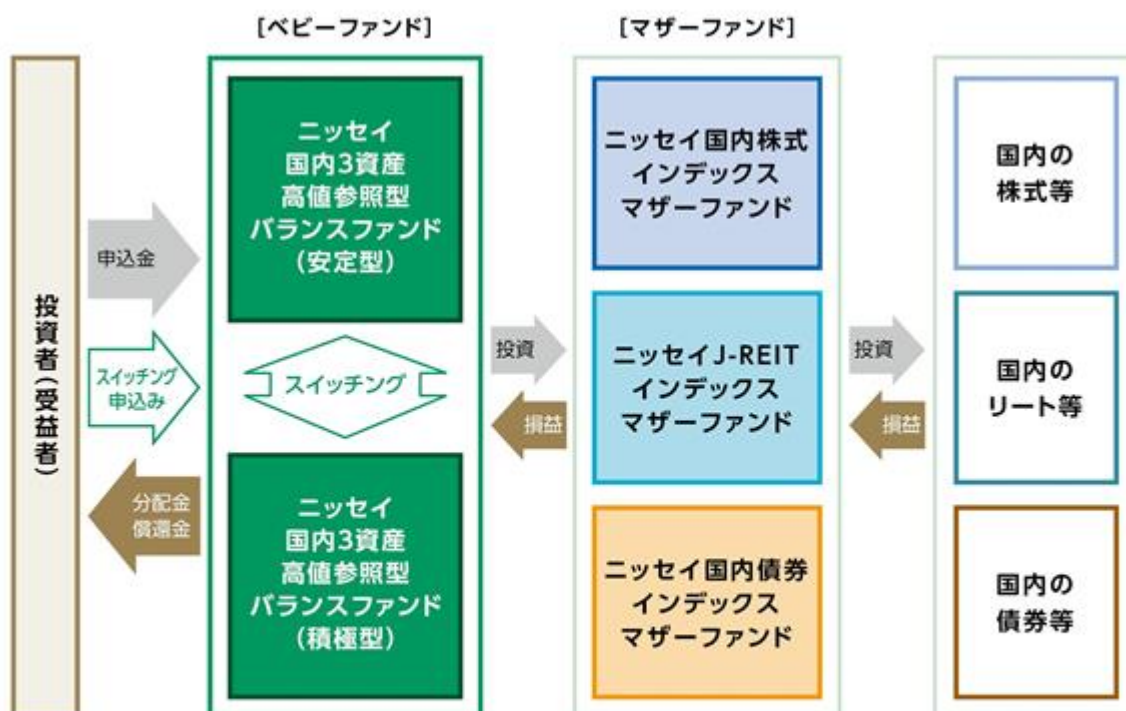 [ベビーファンド]
[マザーファンド]
投資者(受益者)
申込金
スイッチング
申込み
分配金
償還金
ニッセイ
国内3資産
高値参照型
バランスファンド
(安定型)
スイッチング
ニッセイ
国内3資産
高値参照型
バランスファンド
(積極型)
投資
損益
ニッセイ国内株式
インデックス
マザーファンド
ニッセイJ-REIT
インデックス
マザーファンド
ニッセイ国内債券
インデックス
マザーファンド
投資
損益
国内の
株式等
国内の
リート等
国内の
債券等